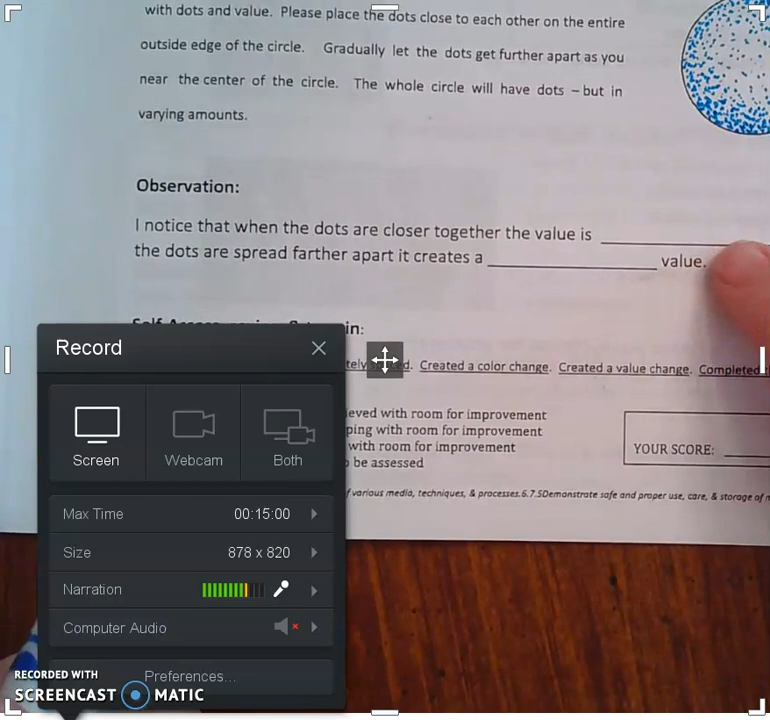 with dots and value. Please place the dots close to each other on the entire
outside edge of the circle. Gradually let the dots get further apart as you
near the center of the circle. The whole circle will have dots – but in
varying amounts.
Observation:
I notice that when the dots are closer together the value is
the dots are spread farther apart it creates a ____________ value.
in:
Created a color change. Created a value change. Completed
ieved with room for improvement
ping with room for improvement
with room for improvement
be assessed
YOUR SCORE:
f various media, techniques, & processes.6.7.5Demonstrate safe and proper use, care, & storage of m
Record
Screen
Webcam
Both
Max Time 00:15:00
Size 878 x 820
Narration
Computer Audio
Preferences...
RECORDED WITH
SCREENCAST MATIC